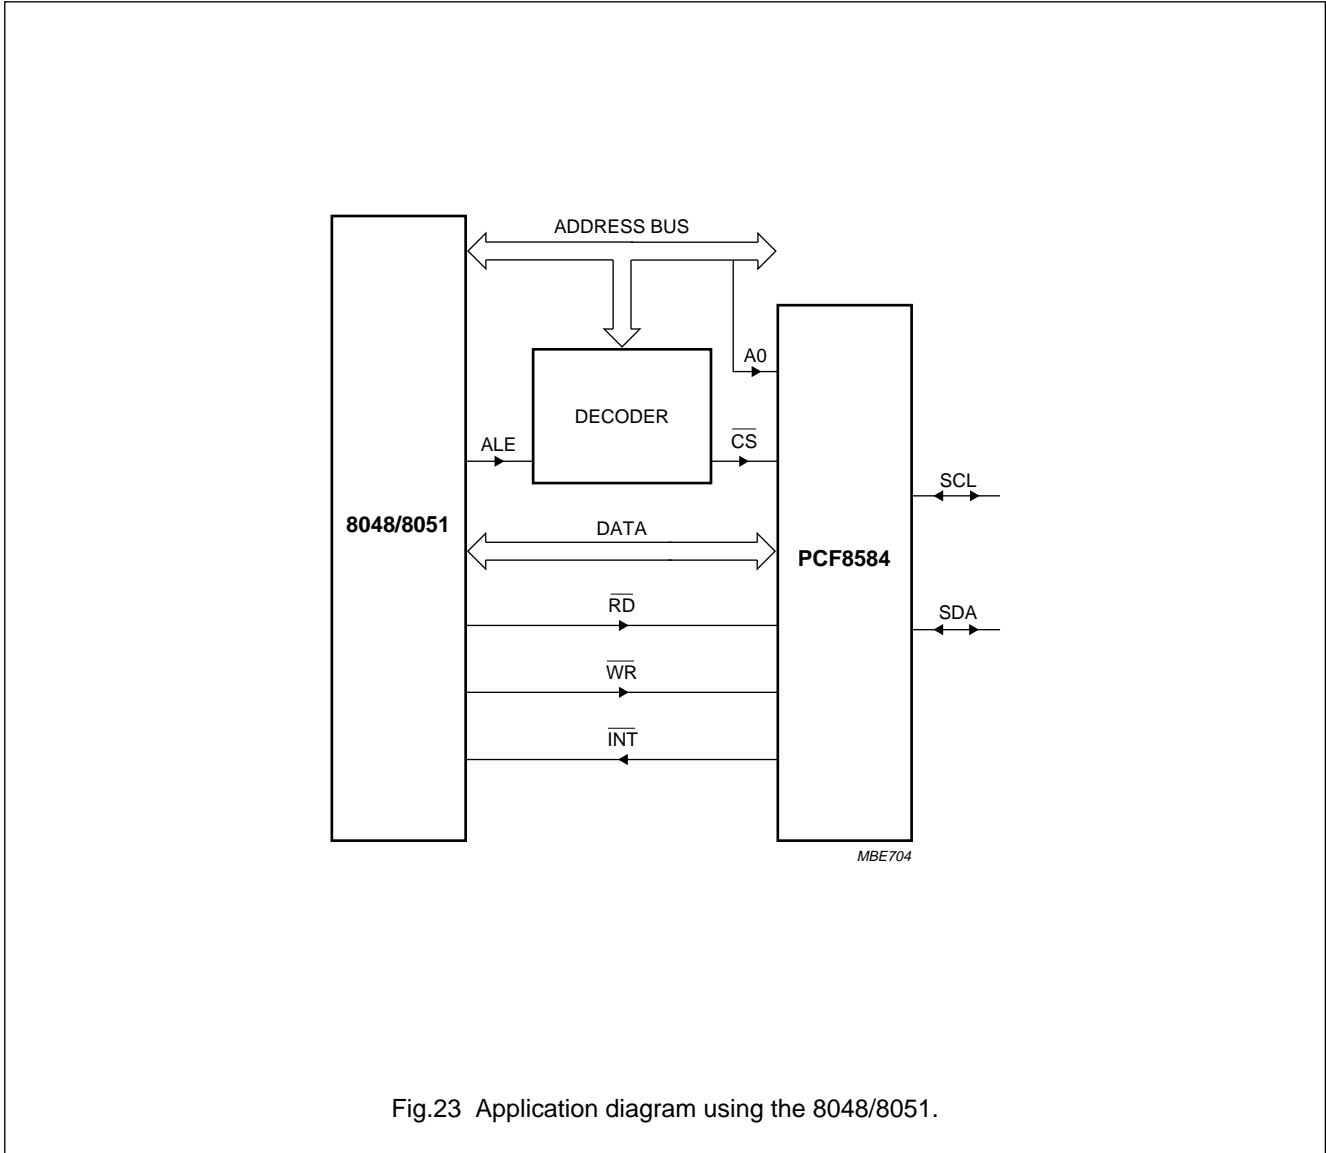 ADDRESS BUS
A0
DECODER
ALE
CS
SCL
8048/8051
DATA
PCF8584
RD
SDA
WR
INT
MBE704
Fig.23 Application diagram using the 8048/8051.